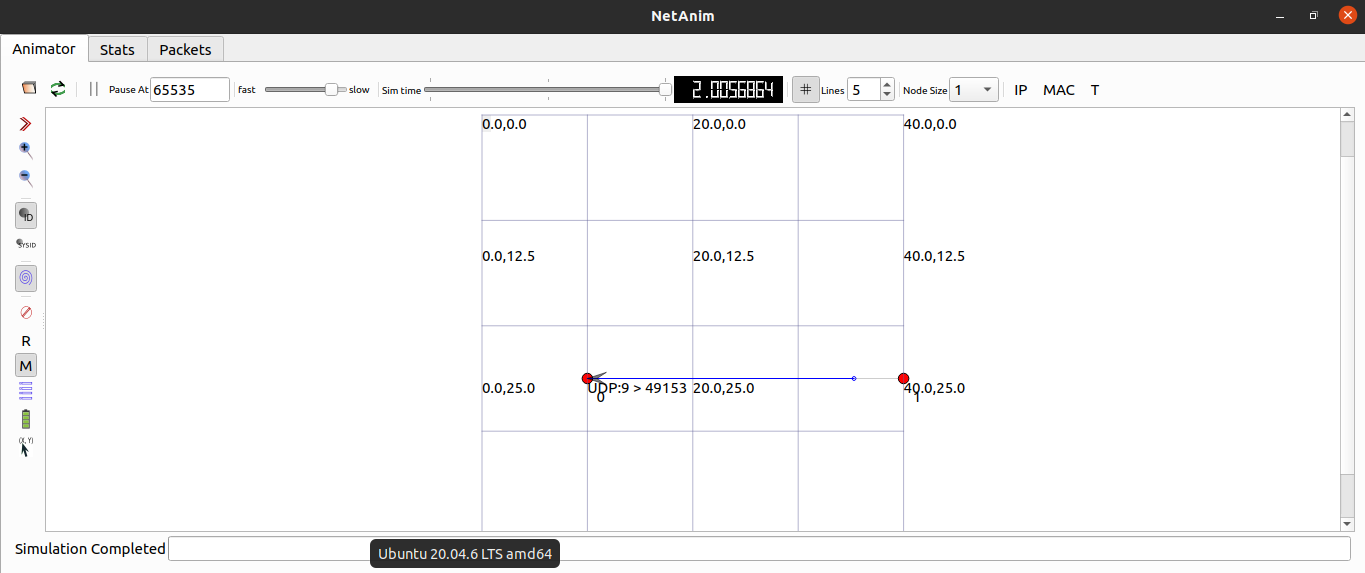 NetAnim
Animator Stats Packets
Pause At 65535 fast slow Sim time 2.0056864 # Lines 5 Node Size 1 IP MAC T
0.0,0.0 20.0,0.0 40.0,0.0
ID
SYSID
0.0,12.5 20.0,12.5 40.0,12.5
R
M
0.0,25.0 UDP:9 > 49153 20.0,25.0 40.0,25.0
0 1
(X, Y)
Simulation Completed
Ubuntu 20.04.6 LTS amd64